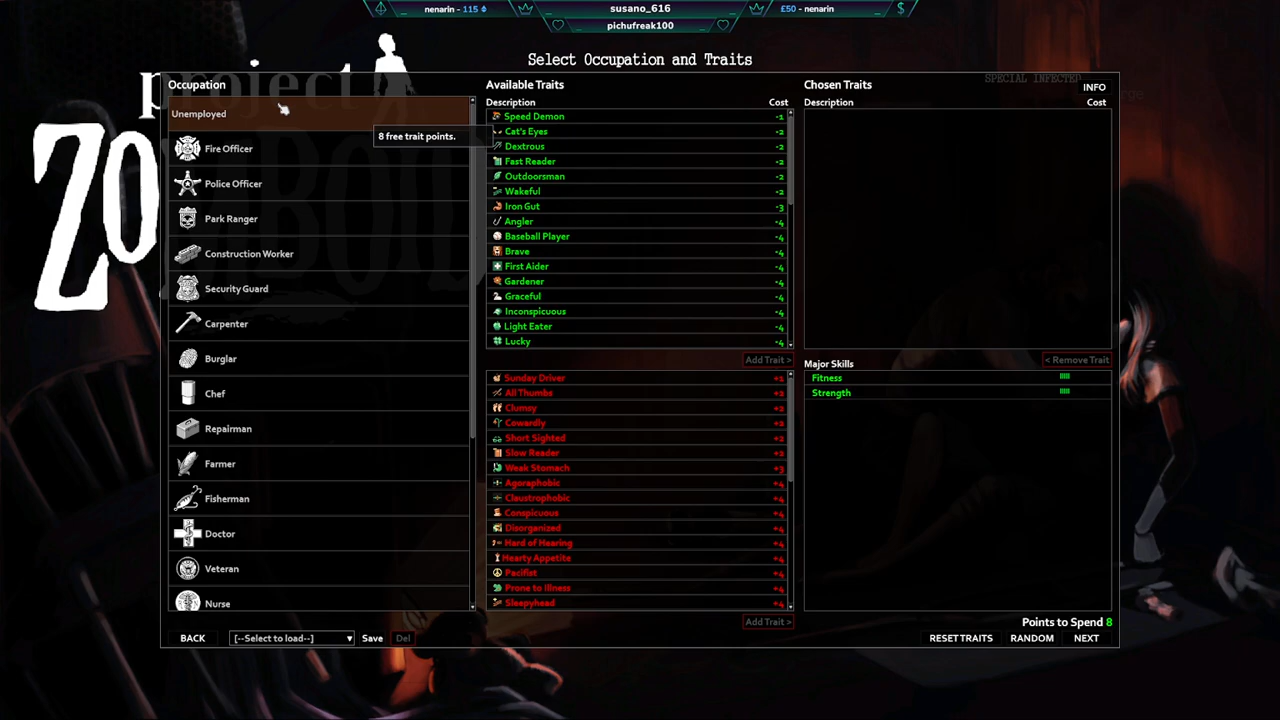 nenarin - 115
susano_616
£50 - nenarin
$
pichufreak100
Select Occupation and Traits
project
ZOMBOID
SPECIAL INFECTED
Occupation
Unemployed
8 free trait points.
Fire Officer
Police Officer
Park Ranger
Construction Worker
Security Guard
Carpenter
Burglar
Chef
Repairman
Farmer
Fisherman
Doctor
Veteran
Nurse
Available Traits
Description Cost
Speed Demon -1
Cat's Eyes -2
Dextrous -2
Fast Reader -2
Outdoorsman -2
Wakeful -2
Iron Gut -3
Angler -4
Baseball Player -4
Brave -4
First Aider -4
Gardener -4
Graceful -4
Inconspicuous -4
Light Eater -4
Lucky -4
Add Trait >
Sunday Driver +1
All Thumbs +2
Clumsy +2
Cowardly +2
Short Sighted +2
Slow Reader +2
Weak Stomach +3
Agoraphobic +4
Claustrophobic +4
Conspicuous +4
Disorganized +4
Hard of Hearing +4
Hearty Appetite +4
Pacifist +4
Prone to Illness +4
Sleepyhead +4
Add Trait >
Chosen Traits
INFO
Description Cost
< Remove Trait
Major Skills
Fitness
Strength
Points to Spend 8
BACK
[--Select to load--]
Save
Del
RESET TRAITS
RANDOM
NEXT